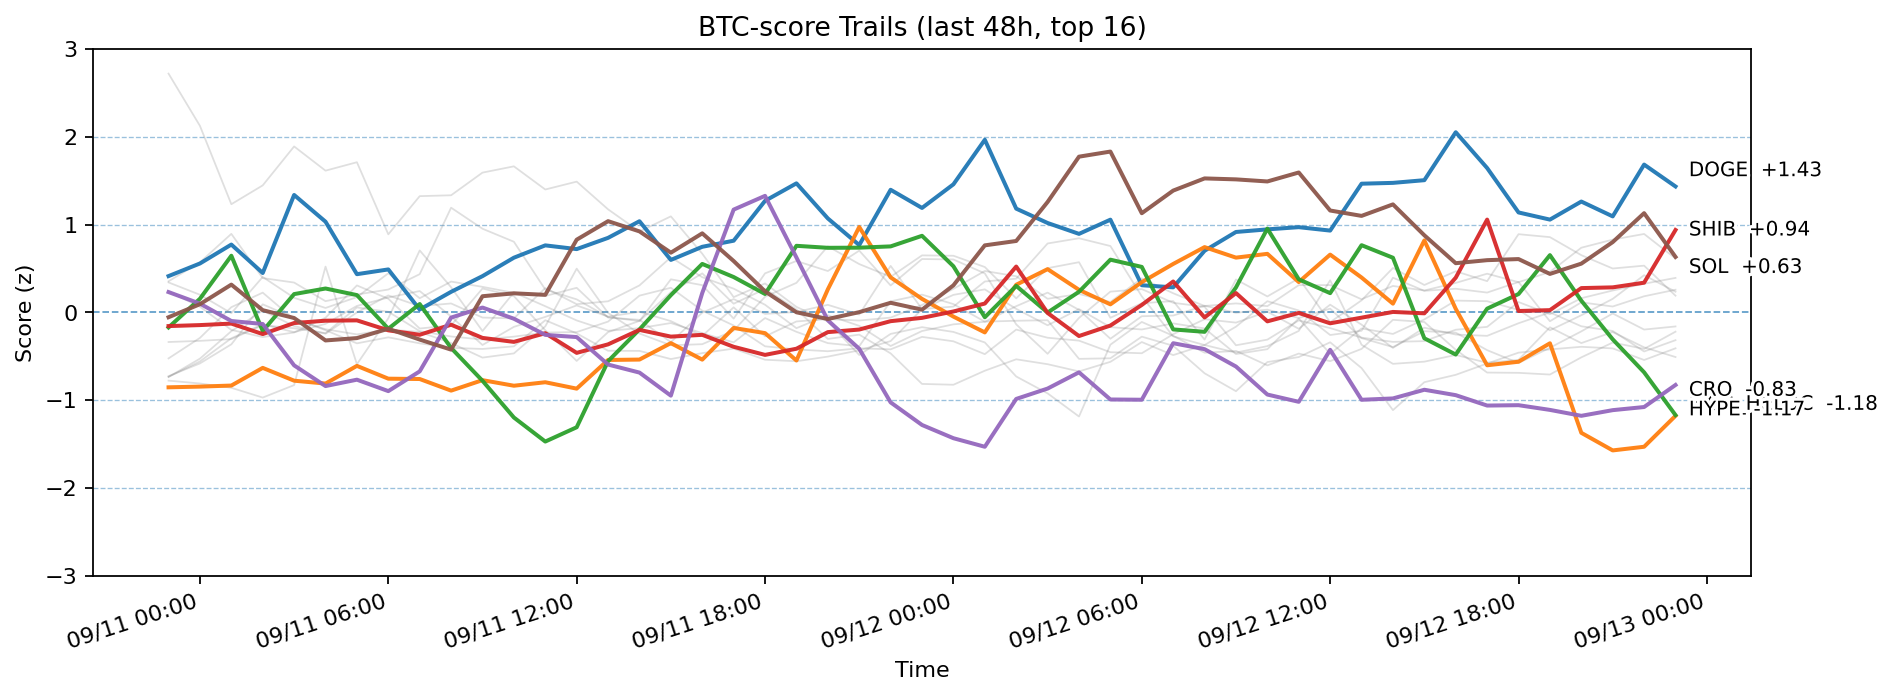 BTC-score Trails (last 48h, top 16)
Score (z)
3
2
1
0
−1
−2
−3
DOGE +1.43
SHIB +0.94
SOL +0.63
CRO -0.83
-1.18
HYPE -1.17
09/11 00:00
09/11 06:00
09/11 12:00
09/11 18:00
09/12 00:00
09/12 06:00
09/12 12:00
09/12 18:00
09/13 00:00
Time